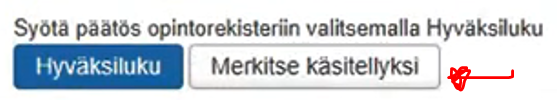 Syötä päätös opintorekisteriin valitsemalla Hyväksiluku
Hyväksiluku Merkitse käsitellyksi